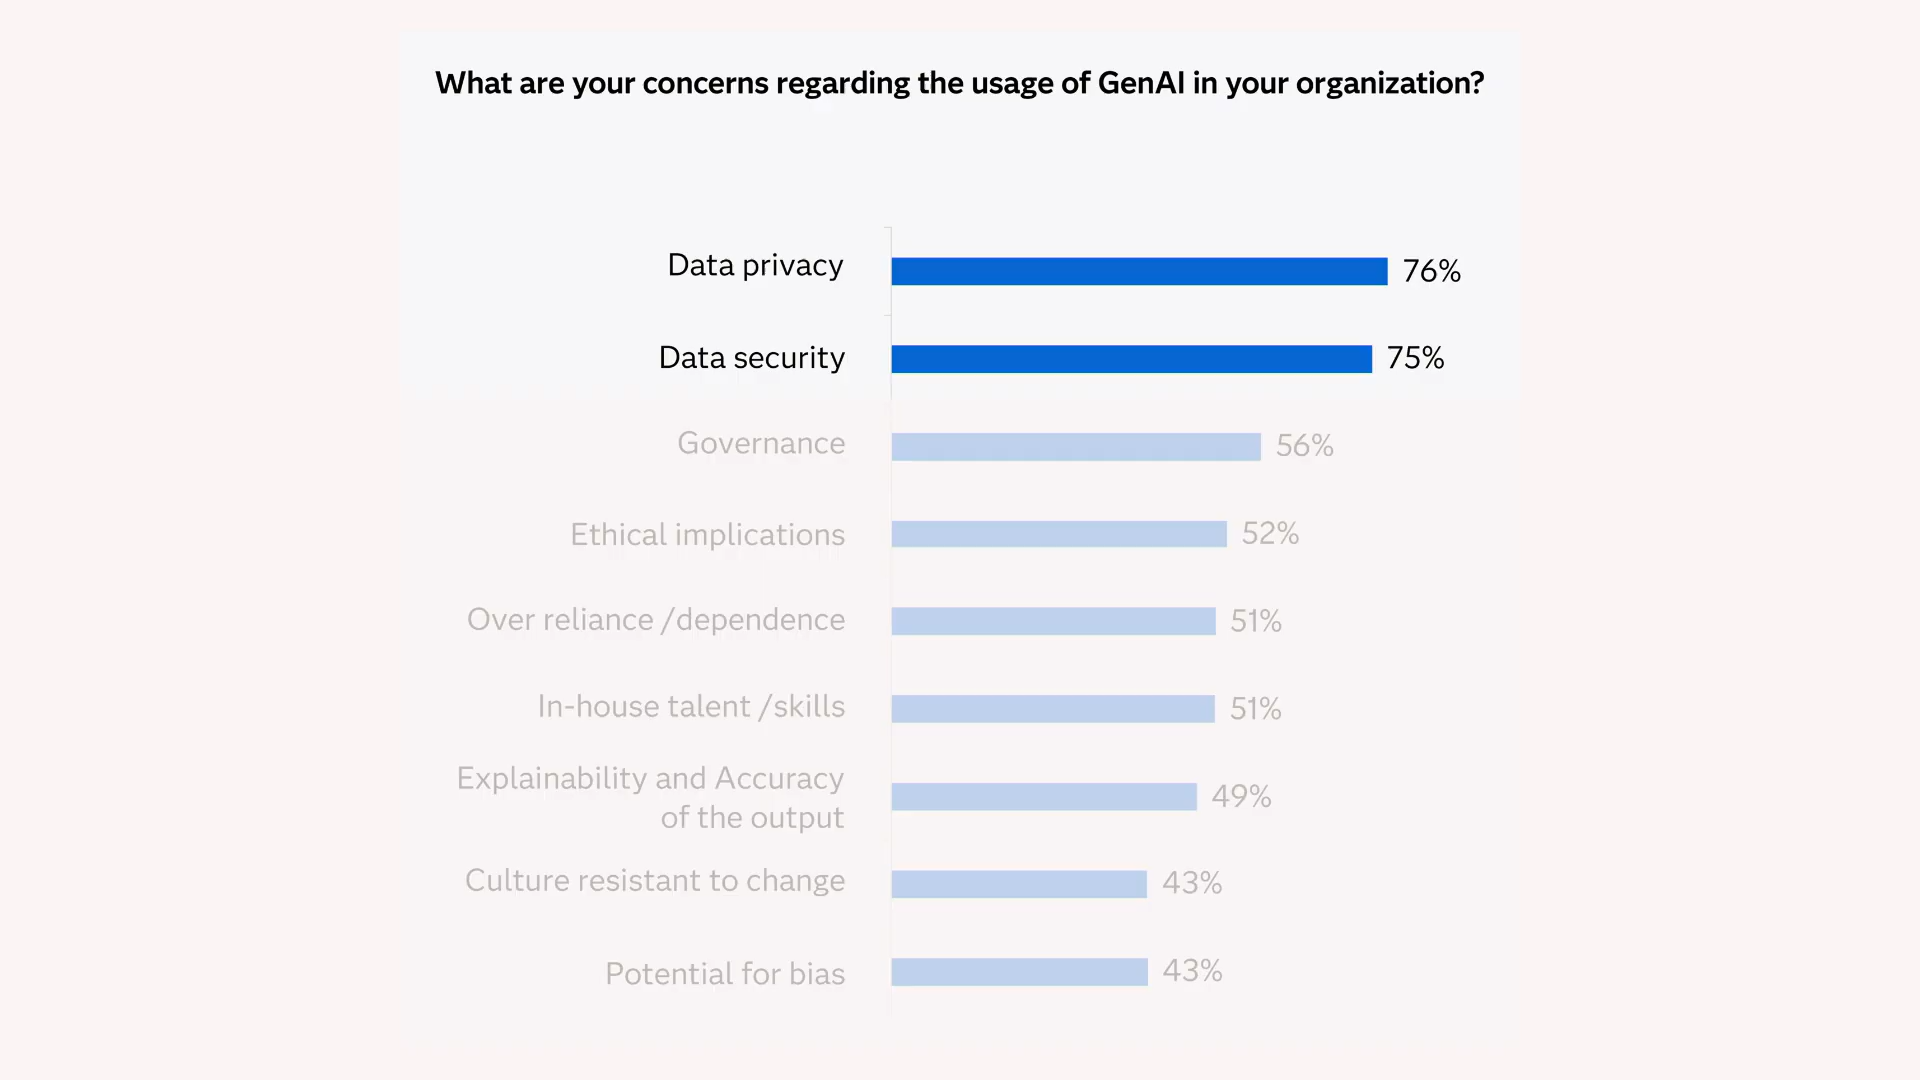 What are your concerns regarding the usage of GenAI in your organization?
Data privacy 76%
Data security 75%
Governance 56%
Ethical implications 52%
Over reliance /dependence 51%
In-house talent /skills 51%
Explainability and Accuracy
of the output 49%
Culture resistant to change 43%
Potential for bias 43%